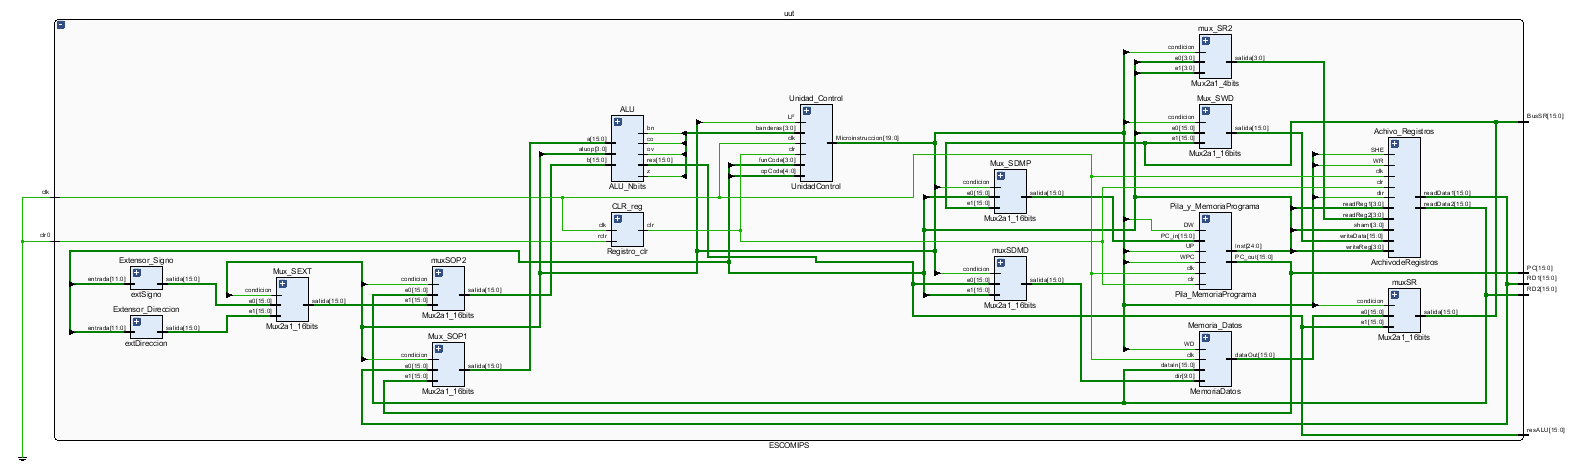 uut
clk
clr0
Extensor_Signo
entrada[11:0]
salida[15:0]
extSigno
Extensor_Direccion
entrada[11:0]
salida[15:0]
extDireccion
Mux_SEXT
condicion
e0[15:0]
e1[15:0]
salida[15:0]
Mux2a1_16bits
muxSOP2
condicion
e0[15:0]
e1[15:0]
salida[15:0]
Mux2a1_16bits
Mux_SOP1
condicion
e0[15:0]
e1[15:0]
salida[15:0]
Mux2a1_16bits
ALU
a[15:0]
aluop[3:0]
b[15:0]
bn
co
ov
res[15:0]
z
ALU_Nbits
CLR_reg
clk
rclr
clr
Registro_clr
Unidad_Control
LF
banderas[3:0]
clk
clr
funCode[3:0]
opCode[4:0]
Microinstruccion[19:0]
UnidadControl
Mux_SDMP
condicion
e0[15:0]
e1[15:0]
salida[15:0]
Mux2a1_16bits
muxSDMD
condicion
e0[15:0]
e1[15:0]
salida[15:0]
Mux2a1_16bits
mux_SR2
condicion
e0[3:0]
e1[3:0]
salida[3:0]
Mux2a1_4bits
Mux_SWD
condicion
e0[15:0]
e1[15:0]
salida[15:0]
Mux2a1_16bits
Pila_y_MemoriaPrograma
DW
PC_in[15:0]
UP
WPC
clk
clr
inst[24:0]
PC_out[15:0]
Pila_MemoriaPrograma
Memoria_Datos
WD
clk
dataIn[15:0]
dir[9:0]
dataOut[15:0]
MemoriaDatos
Achivo_Registros
SHE
WR
clk
clr
dir
readReg1[3:0]
readReg2[3:0]
shamt[3:0]
writeData[15:0]
writeReg[3:0]
readData1[15:0]
readData2[15:0]
ArchivodeRegistros
muxSR
condicion
e0[15:0]
e1[15:0]
salida[15:0]
Mux2a1_16bits
BusSR[15:0]
PC[15:0]
RD1[15:0]
RD2[15:0]
resALU[15:0]
ESCOMIPS